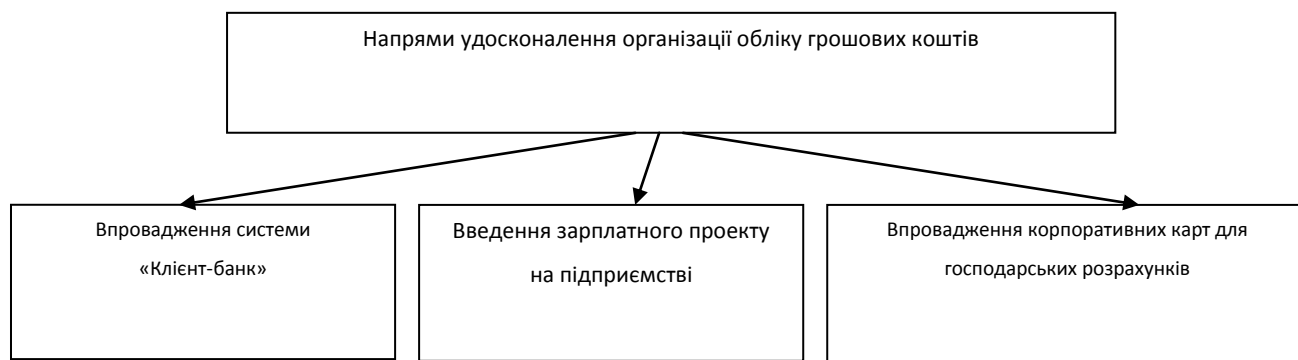 Напрями удосконалення організації обліку грошових коштів
Впровадження системи
«Клієнт-банк»
Введення зарплатного проекту
на підприємстві
Впровадження корпоративних карт для
господарських розрахунків